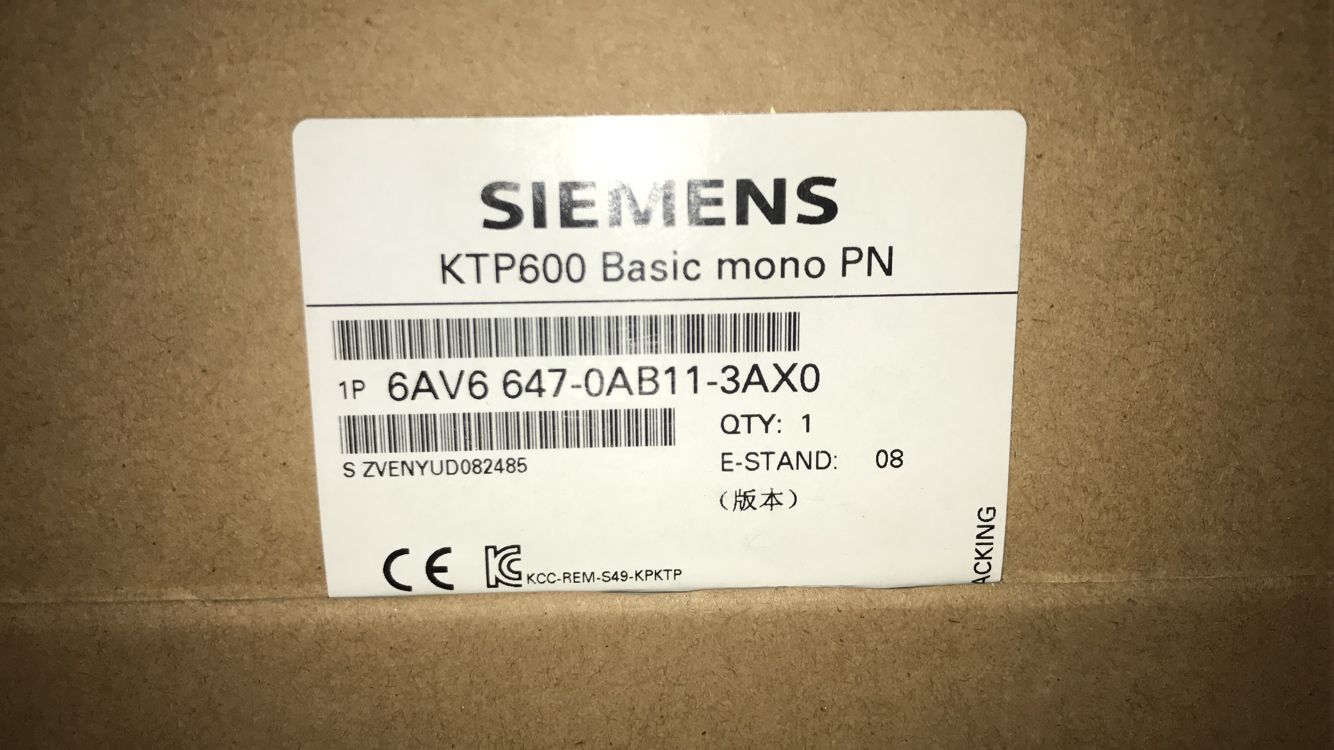 SIEMENS
KTP600 Basic mono PN
1P 6AV6 647-0AB11-3AX0
S ZVENYUD082485
QTY: 1
E-STAND: 08
(版本)
CE KC KCC-REM-S49-KPKTP
ACKING